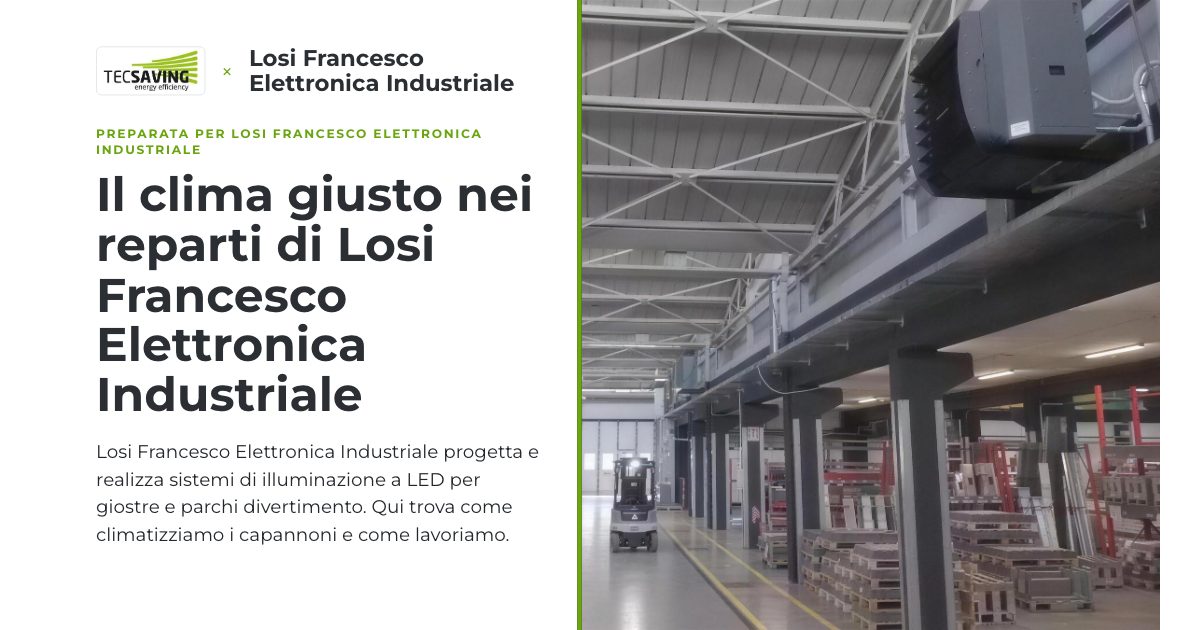 TECSAVING
energy efficiency
×
Losi Francesco
Elettronica Industriale
PREPARATA PER LOSI FRANCESCO ELETTRONICA
INDUSTRIALE
Il clima giusto nei
reparti di Losi
Francesco
Elettronica
Industriale
Losi Francesco Elettronica Industriale progetta e
realizza sistemi di illuminazione a LED per
giostre e parchi divertimento. Qui trova come
climatizziamo i capannoni e come lavoriamo.